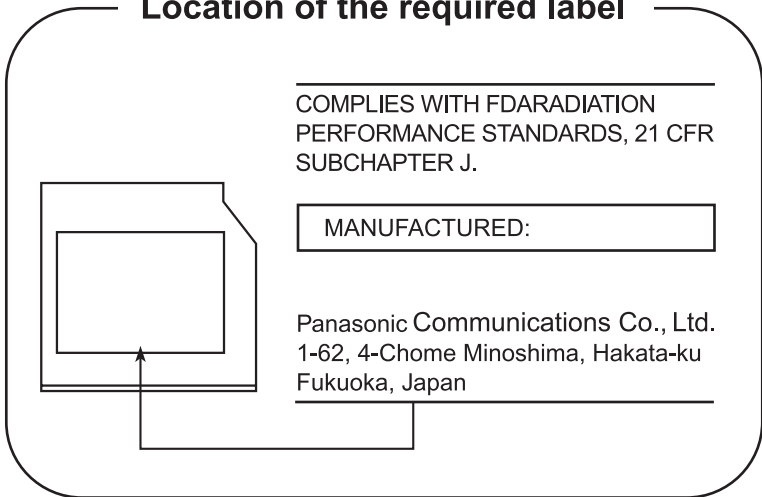 Location of the required label
COMPLIES WITH FDARADIATION
PERFORMANCE STANDARDS, 21 CFR
SUBCHAPTER J.
MANUFACTURED:
Panasonic Communications Co., Ltd.
1-62, 4-Chome Minoshima, Hakata-ku
Fukuoka, Japan